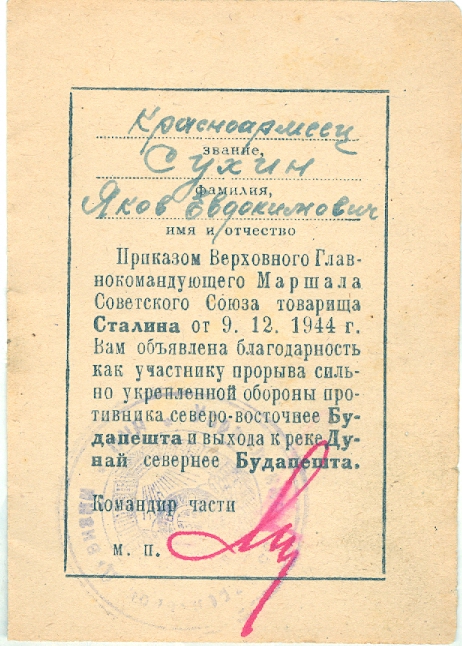 Красноармеец
звание,
Сухин
фамилия,
Яков Евдокимович
имя и отчество
Приказом Верховного Глав-
нокомандующего Маршала
Советского Союза товарища
Сталина от 9. 12. 1944 г.
Вам объявлена благодарность
как участнику прорыва силь-
но укрепленной обороны про-
тивника северо-восточнее Бу-
дапешта и выхода к реке Ду-
най севернее Будапешта.
Командир части
м. п.